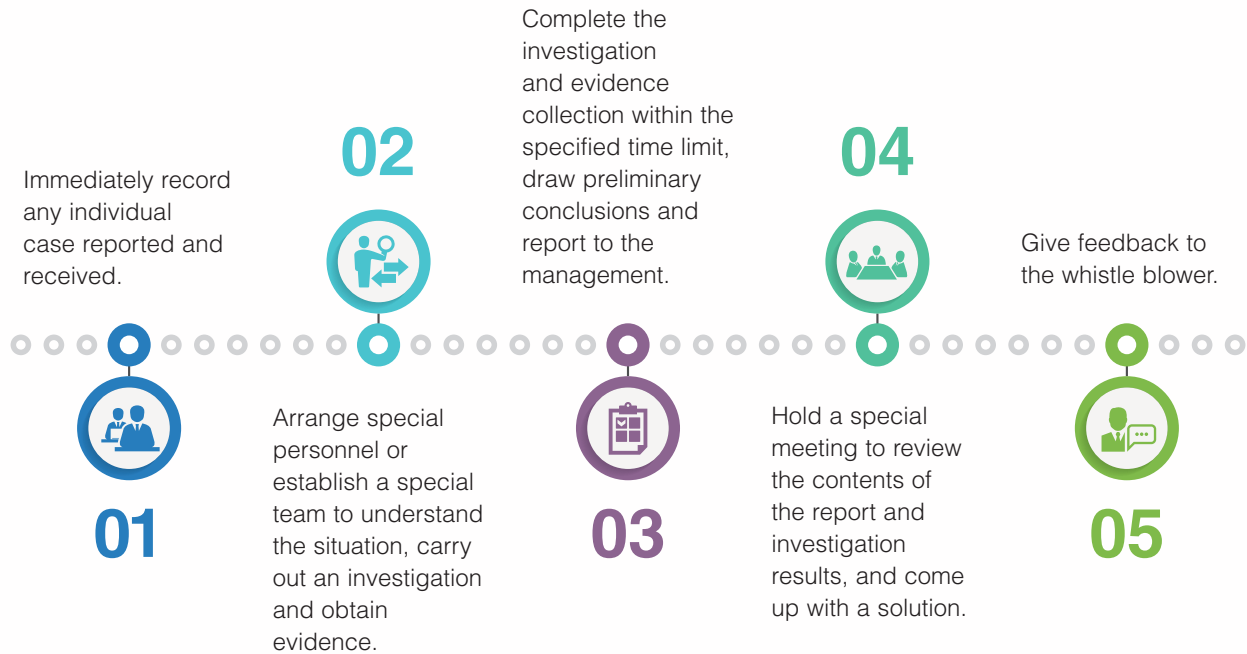 01
Immediately record
any individual
case reported and
received.
02
Arrange special
personnel or
establish a special
team to understand
the situation, carry
out an investigation
and obtain
evidence.
03
Complete the
investigation
and evidence
collection within the
specified time limit,
draw preliminary
conclusions and
report to the
management.
04
Hold a special
meeting to review
the contents of
the report and
investigation
results, and come
up with a solution.
05
Give feedback to
the whistle blower.